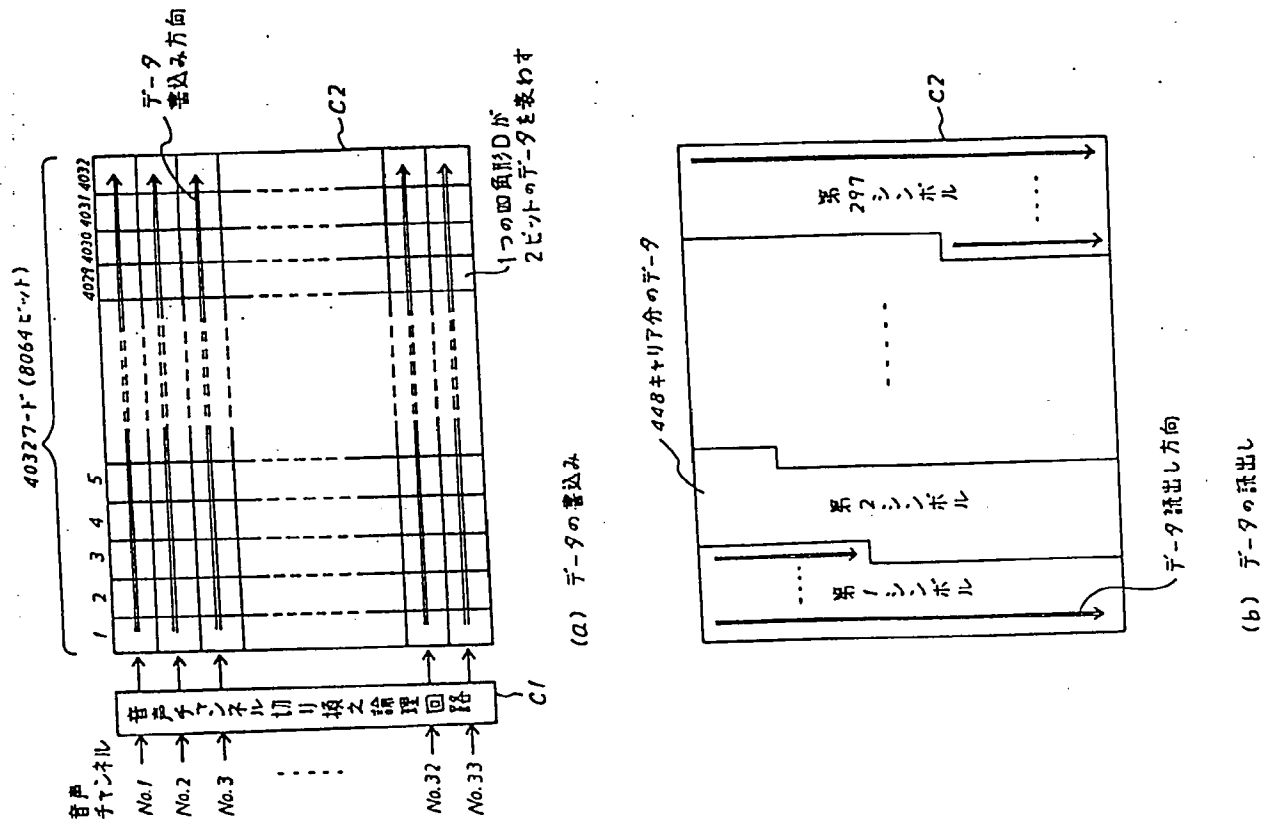 4032ワード(8064ビット)
1 2 3 4 5 4029 4030 4031 4032
データ
書込み方向
音声
チャンネル
No.1
No.2
No.3
No.32
No.33
音声チャンネル切り換え論理回路
C1
C2
1つの四角形Dが
2ビットのデータを表わす
(a) データの書込み
448キャリア分のデータ
第1シンボル
第2シンボル
第
297
シンボル
C2
データ読出し方向
(b) データの読出し